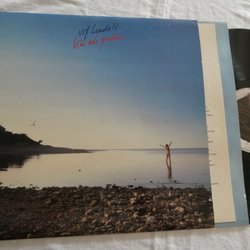 Ulf Lundell
Kär och galen